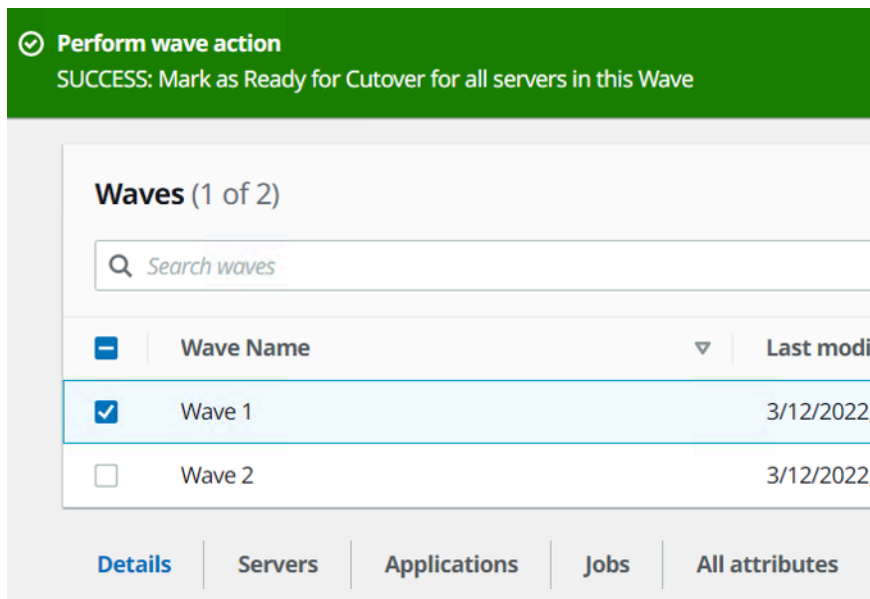 Perform wave action
SUCCESS: Mark as Ready for Cutover for all servers in this Wave
Waves (1 of 2)
Search waves
Wave Name Last modi
Wave 1 3/12/2022,
Wave 2 3/12/2022,
Details Servers Applications Jobs All attributes